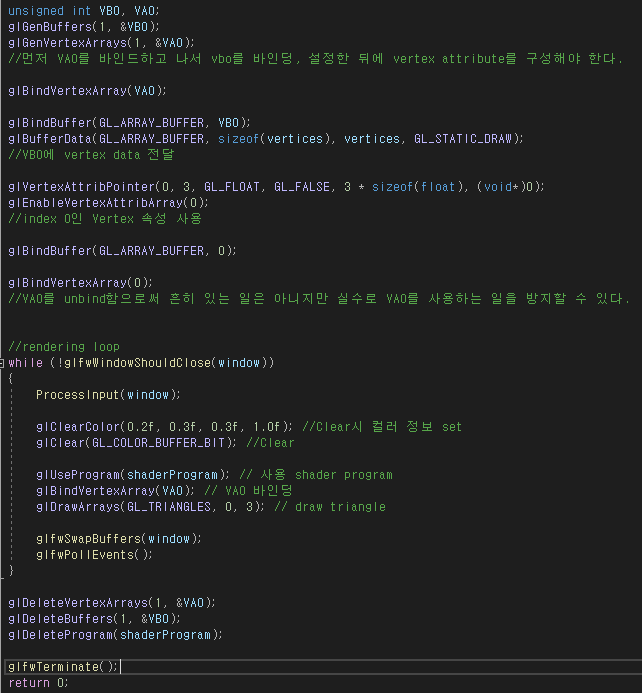 unsigned int VBO, VAO;
glGenBuffers(1, &VBO);
glGenVertexArrays(1, &VAO);
//먼저 VAO를 바인드하고 나서 vbo를 바인딩, 설정한 뒤에 vertex attribute를 구성해야 한다.
glBindVertexArray(VAO);
glBindBuffer(GL_ARRAY_BUFFER, VBO);
glBufferData(GL_ARRAY_BUFFER, sizeof(vertices), vertices, GL_STATIC_DRAW);
//VBO에 vertex data 전달
glVertexAttribPointer(0, 3, GL_FLOAT, GL_FALSE, 3 * sizeof(float), (void*)0);
glEnableVertexAttribArray(0);
//index 0인 Vertex 속성 사용
glBindBuffer(GL_ARRAY_BUFFER, 0);
glBindVertexArray(0);
//VAO를 unbind함으로써 흔히 있는 일은 아니지만 실수로 VAO를 사용하는 일을 방지할 수 있다.
//rendering loop
while (!glfwWindowShouldClose(window))
{
ProcessInput(window);
glClearColor(0.2f, 0.3f, 0.3f, 1.0f); //Clear시 컬러 정보 set
glClear(GL_COLOR_BUFFER_BIT); //Clear
glUseProgram(shaderProgram); // 사용 shader program
glBindVertexArray(VAO); // VAO 바인딩
glDrawArrays(GL_TRIANGLES, 0, 3); // draw triangle
glfwSwapBuffers(window);
glfwPollEvents();
}
glDeleteVertexArrays(1, &VAO);
glDeleteBuffers(1, &VBO);
glDeleteProgram(shaderProgram);
glfwTerminate();
return 0;